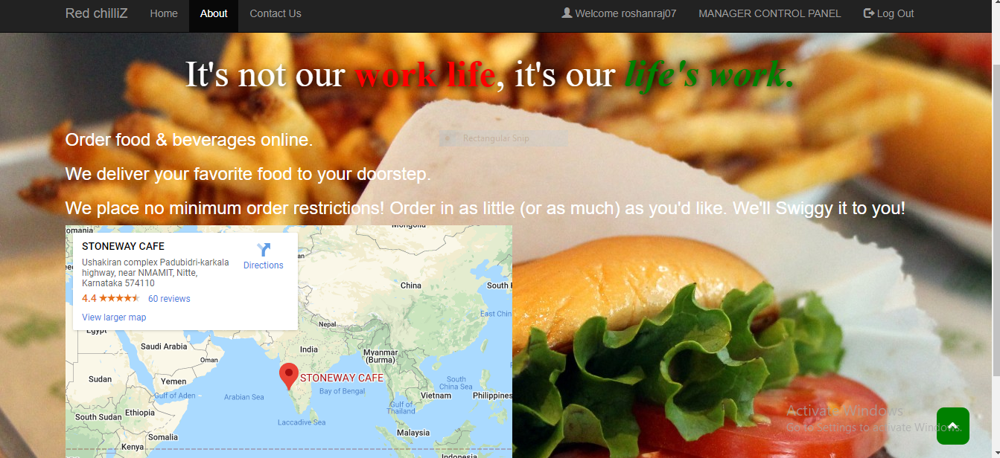 Red chilliZ Home About Contact Us Welcome roshanraj07 MANAGER CONTROL PANEL Log Out
It's not our work life, it's our life's work.
Rectangular Snip
Order food & beverages online.
We deliver your favorite food to your doorstep.
We place no minimum order restrictions! Order in as little (or as much) as you'd like. We'll Swiggy it to you!
STONEWAY CAFE
Ushakiran complex Padubidri-karkala
highway, near NMAMIT, Nitte,
Karnataka 574110
Directions
4.4 60 reviews
View larger map
omania
Mongolia
an
China
South
East Chin
Egypt
Nepal
Saudi Arabia
India
Oman
Myanmar
(Burma)
Sudan
Yemen
STONEWAY CAFE
South
China Sea
Gulf of Aden
Arabian Sea
Bay of Bengal
Vietnam
Philippines
Gulf of
Thailand
Ethiopia
South Sudan
Laccadive Sea
Somalia
Malaysia
Kenya
Indonesia
Activate Windows
Go to Settings to activate Windows.